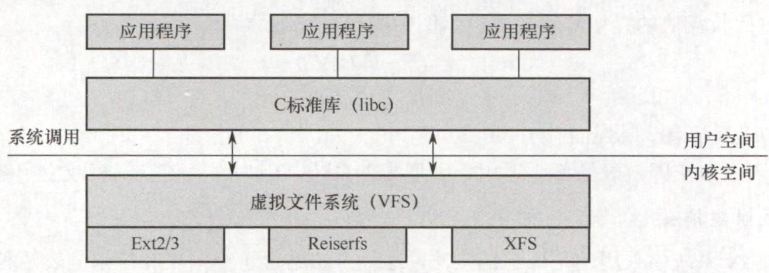 应用程序 应用程序 应用程序
C标准库（libc）
系统调用 用户空间
内核空间
虚拟文件系统（VFS）
Ext2/3 Reiserfs XFS